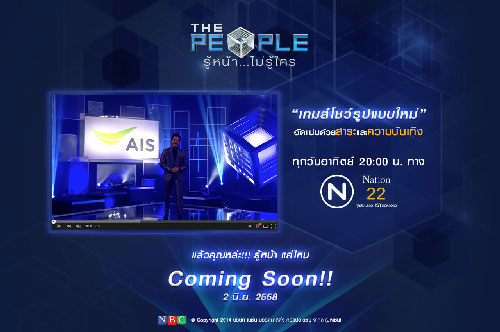 THE
PEOPLE
รู้หน้า...ไม่รู้ใคร
AIS
"เกมส์โชว์รูปแบบใหม่"
อัดแน่นด้วยสาระและความบันเทิง
ทุกวันอาทิตย์ 20:00 น. ทาง
N Nation
22
แล้วคุณหล่ะ!!! รู้หน้า แค่ไหน
Coming Soon!!
2 มิ.ย. 2558
NBC © Copyright 2014